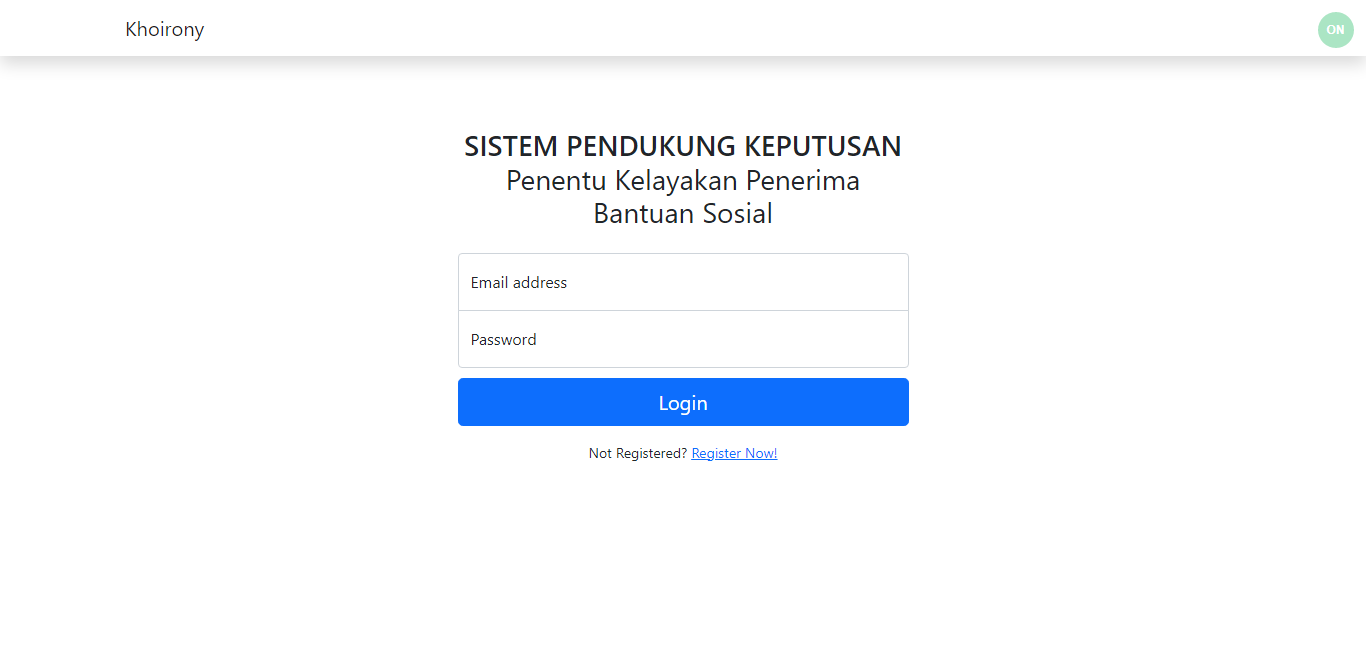 Khoirony
ON
SISTEM PENDUKUNG KEPUTUSAN
Penentu Kelayakan Penerima
Bantuan Sosial
Email address
Password
Login
Not Registered? Register Now!